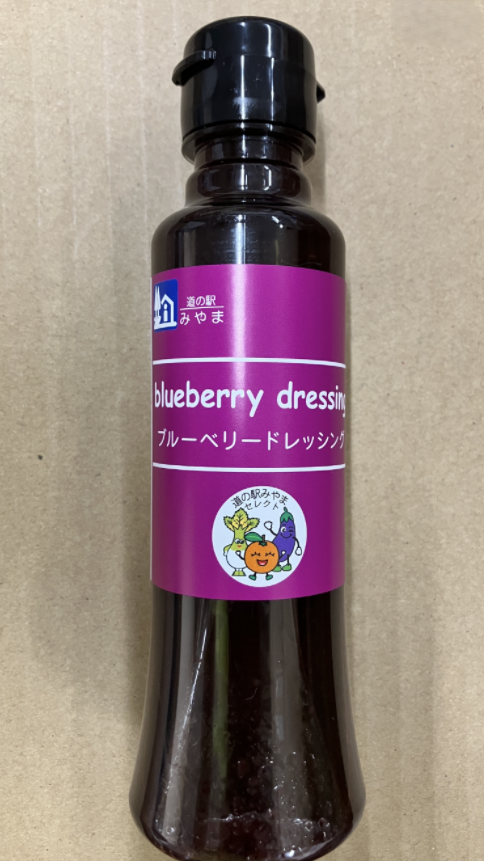 道の駅
みやま
blueberry dressing
ブルーベリードレッシング
道の駅みやま
セレクト